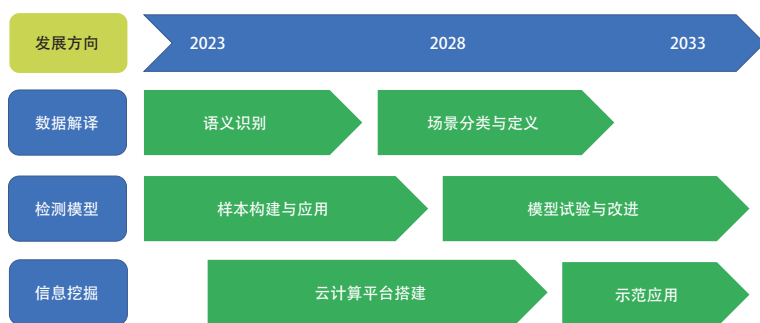 发展方向 2023 2028 2033
数据解译 语义识别 场景分类与定义
检测模型 样本构建与应用 模型试验与改进
信息挖掘 云计算平台搭建 示范应用